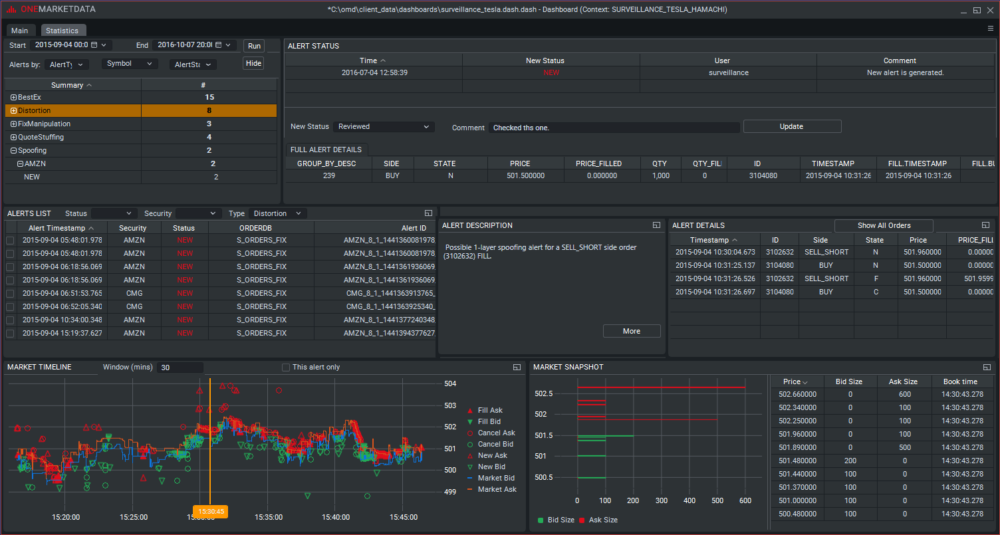 ONEMARKETDATA
*C:\omd\client_data\dashboards\surveillance_tesla.dash.dash - Dashboard (Context: SURVEILLANCE_TESLA_HAMACHI)
Main Statistics
Start 2015-09-04 00:0 End 2016-10-07 20:00 Run
Alerts by: AlertTy Symbol AlertSta Hide
Summary #
BestEx 15
Distortion 8
FixManipulation 3
QuoteStuffing 4
Spoofing 2
AMZN 2
NEW 2
ALERT STATUS
Time New Status User Comment
2016-07-04 12:58:39 NEW surveillance New alert is generated.
New Status Reviewed Comment Checked ths one. Update
FULL ALERT DETAILS
GROUP_BY_DESC SIDE STATE PRICE PRICE_FILLED QTY QTY_FIL ID TIMESTAMP FILL.TIMESTAMP FILL.BU
239 BUY N 501.500000 0.000000 1,000 0 3104080 2015-09-04 10:31:26 2015-09-04 10:31:26
ALERTS LIST Status Security Type Distortion
Alert Timestamp Security Status ORDERDB Alert ID
2015-09-04 05:48:01.978 AMZN NEW S_ORDERS_FIX AMZN_8_1_1441360081978_
2015-09-04 05:48:01.978 AMZN NEW S_ORDERS_FIX AMZN_8_1_1441360081978_
2015-09-04 06:18:56.069 AMZN NEW S_ORDERS_FIX AMZN_8_1_1441361936069_
2015-09-04 06:18:56.069 AMZN NEW S_ORDERS_FIX AMZN_8_1_1441361936069_
2015-09-04 06:51:53.765 CMG NEW S_ORDERS_FIX CMG_8_1_1441363913765_
2015-09-04 06:52:05.340 CMG NEW S_ORDERS_FIX CMG_8_1_1441363925340_
2015-09-04 10:34:00.348 AMZN NEW S_ORDERS_FIX AMZN_8_1_1441377240348_
2015-09-04 15:19:37.627 AMZN NEW S_ORDERS_FIX AMZN_8_1_1441394377627_
ALERT DESCRIPTION
Possible 1-layer spoofing alert for a SELL_SHORT side order
(3102632) FILL.
More
ALERT DETAILS Show All Orders
Timestamp ID Side State Price PRICE_FILL
2015-09-04 10:30:04.673 3102632 SELL_SHORT N 501.960000 0.00000
2015-09-04 10:31:25.137 3104080 BUY N 501.500000 0.00000
2015-09-04 10:31:26.526 3102632 SELL_SHORT F 501.960000 501.9599
2015-09-04 10:31:26.697 3104080 BUY C 501.500000 0.00000
MARKET TIMELINE Window (mins) 30 This alert only
504
503
502
501
500
499
15:20:00 15:25:00 15:30:45 15:35:00 15:40:00 15:45:00
Fill Ask
Fill Bid
Cancel Ask
Cancel Bid
New Ask
New Bid
Market Bid
Market Ask
MARKET SNAPSHOT
502.5
502
501.5
501
500.5
0 100 200 300 400 500 600
Bid Size Ask Size
Price Bid Size Ask Size Book time
502.660000 0 600 14:30:43.278
502.340000 0 100 14:30:43.278
502.250000 0 100 14:30:43.278
501.960000 0 100 14:30:43.278
501.890000 0 500 14:30:43.278
501.480000 200 0 14:30:43.278
501.440000 100 0 14:30:43.278
501.370000 100 0 14:30:43.278
501.000000 100 0 14:30:43.278
500.480000 100 0 14:30:43.278